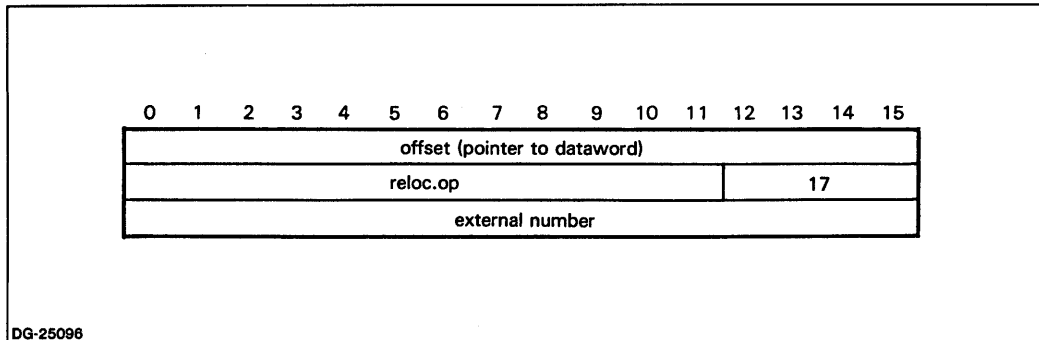 0 1 2 3 4 5 6 7 8 9 10 11 12 13 14 15
offset (pointer to dataword)
reloc.op 17
external number
DG-25096